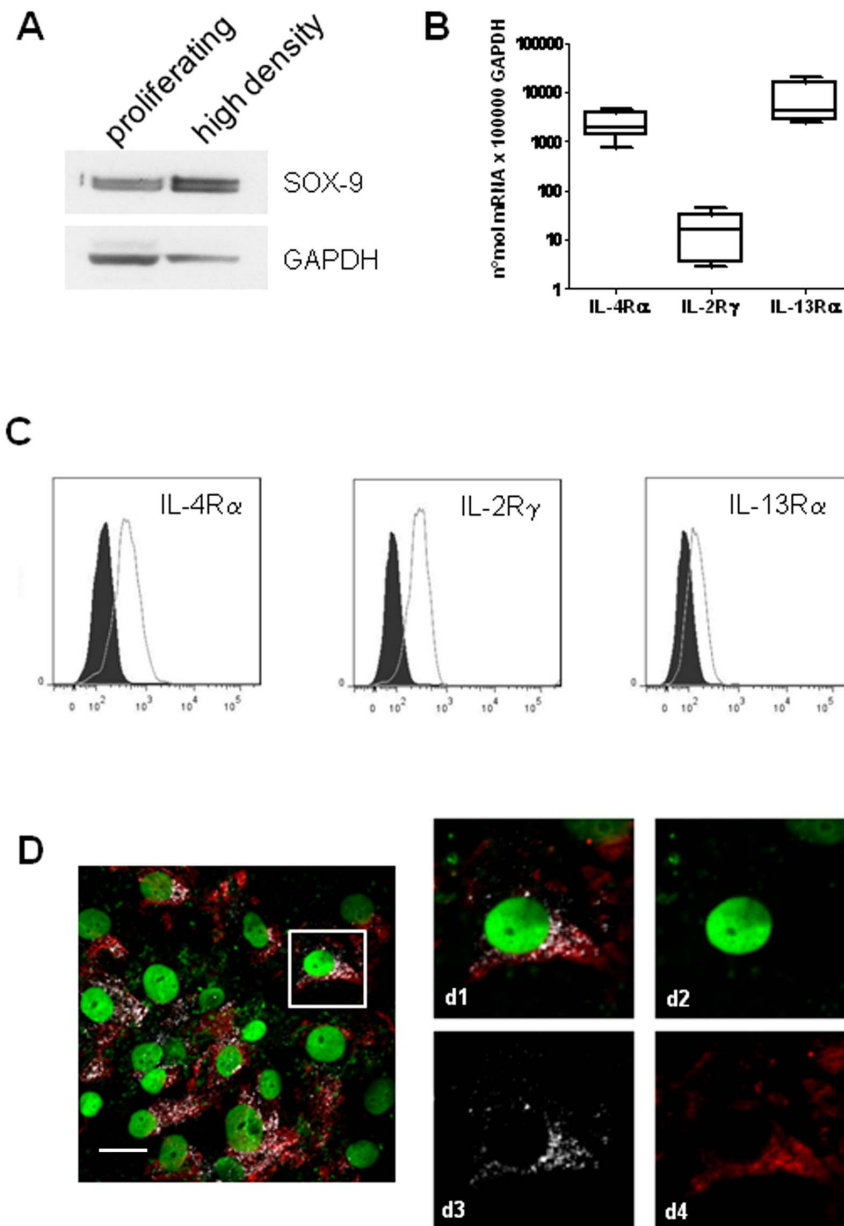 A
proliferating
high density
SOX-9
GAPDH
B
n°mol mRNA x 100000 GAPDH
100000
10000
1000
100
10
1
IL-4Rα
IL-2Rγ
IL-13Rα
C
IL-4Rα
0
0 10² 10³ 10⁴ 10⁵
IL-2Rγ
0
0 10² 10³ 10⁴ 10⁵
IL-13Rα
0
0 10² 10³ 10⁴ 10⁵
D
d1
d2
d3
d4